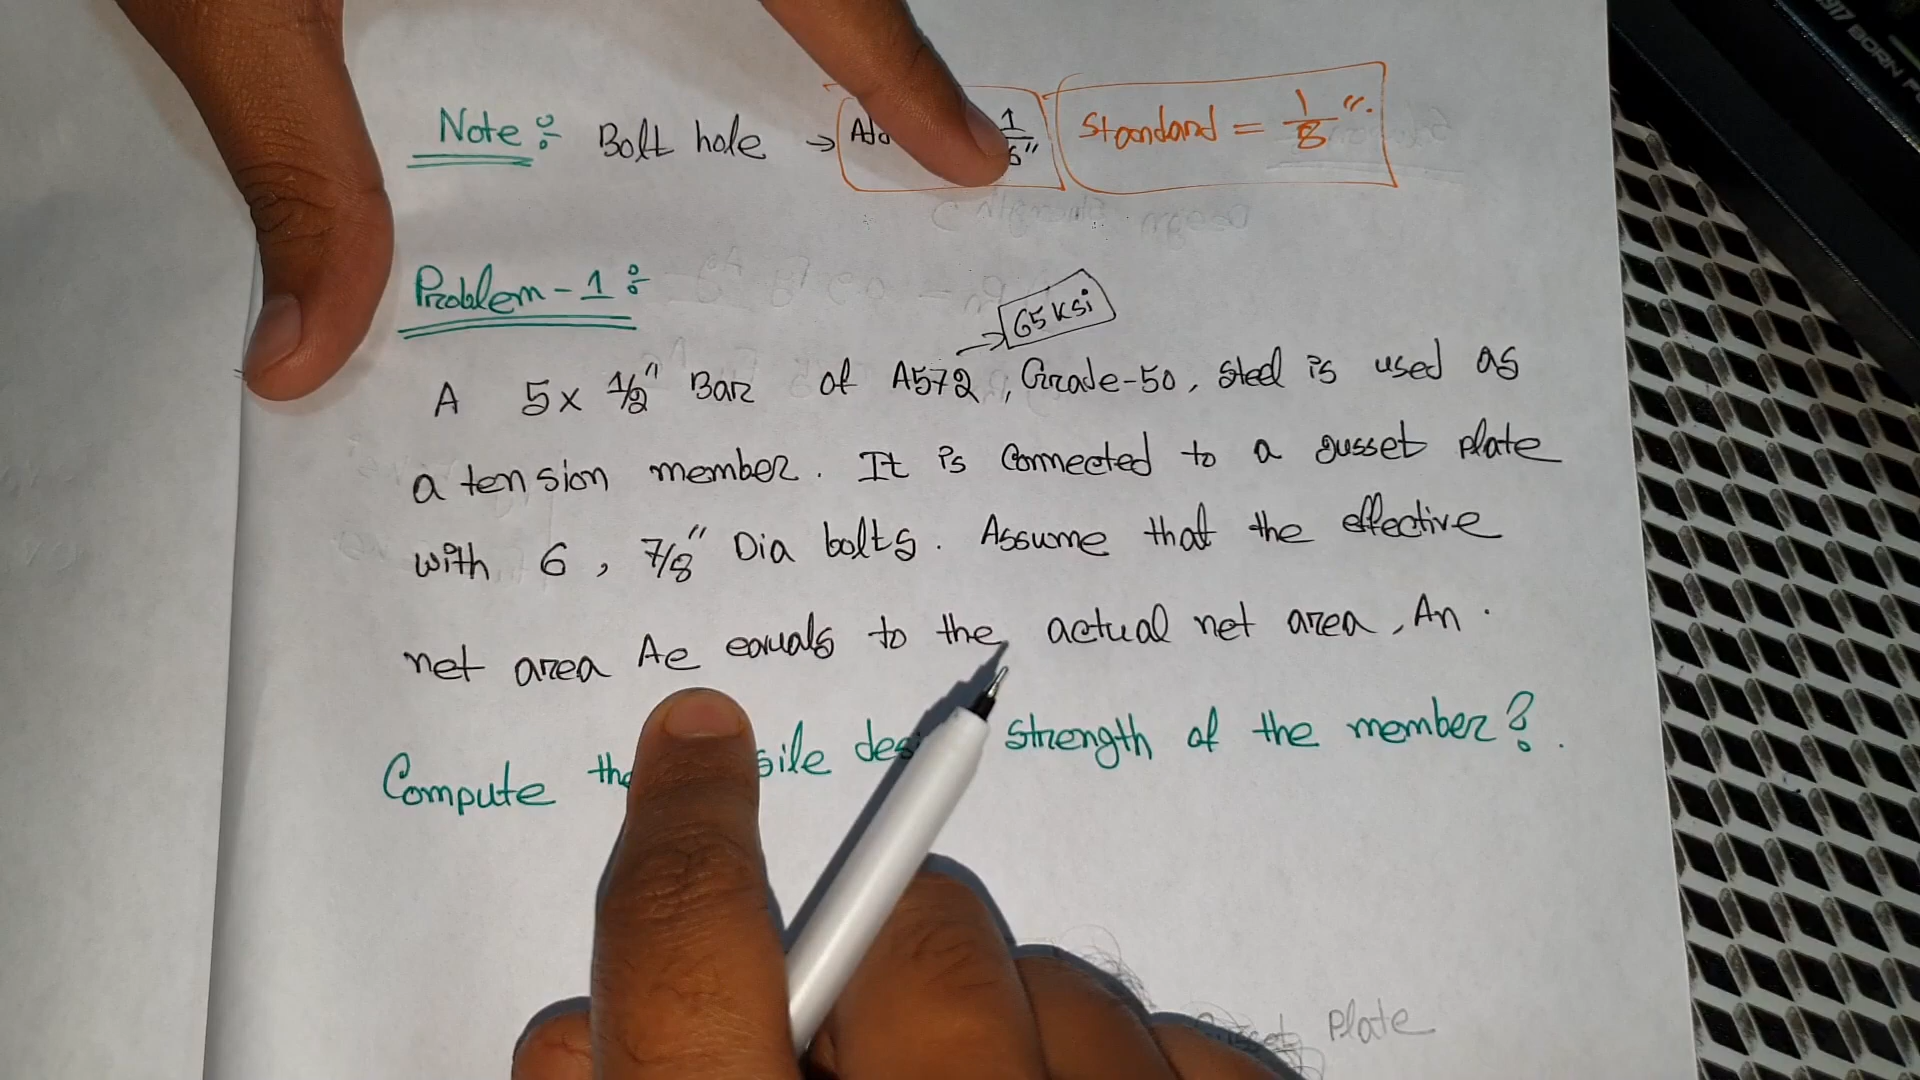 Note: Bolt hole → 1 Standard = 1/8".
Problem-1:
65 ksi
A 5 x 1/2" Bar of A572, Grade-50, steel is used as
a tension member. It is connected to a gusset plate
with 6, 7/8" Dia bolts. Assume that the effective
net area Ae equals to the actual net area, An.
Compute strength of the member?
Plate
BORN